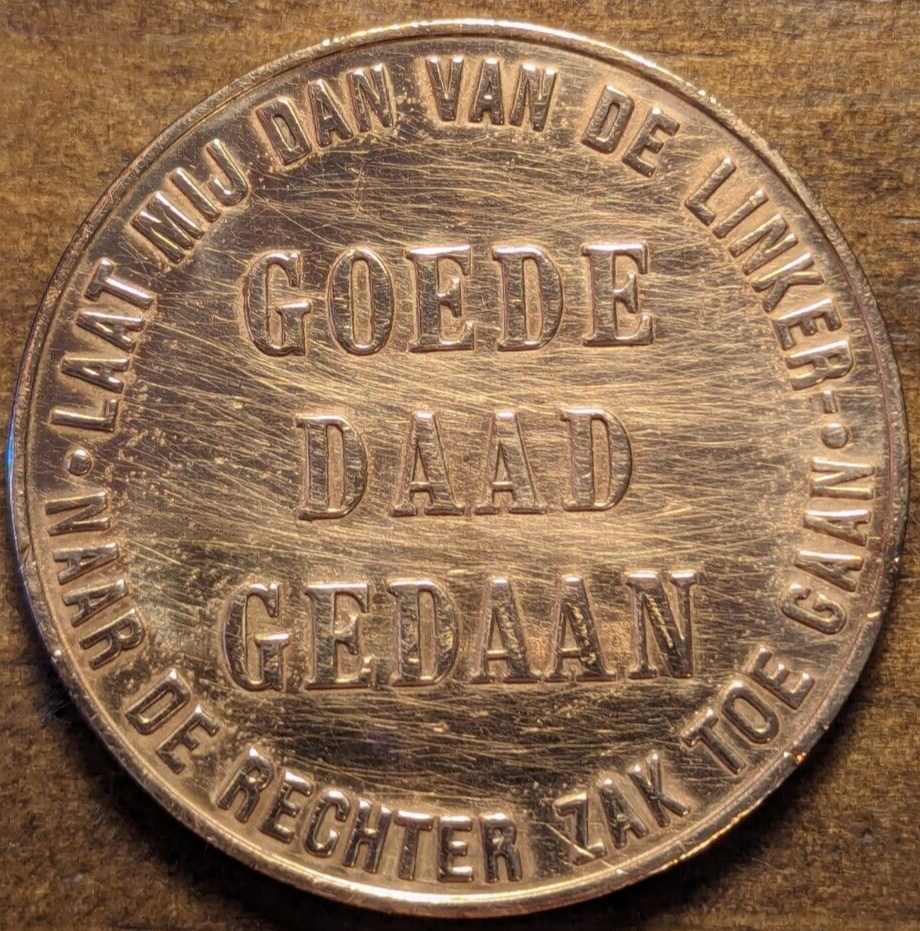 LAAT MIJ DAN VAN DE LINKER-
NAAR DE RECHTER ZAK TOE GAAN
GOEDE
DAAD
GEDAAN